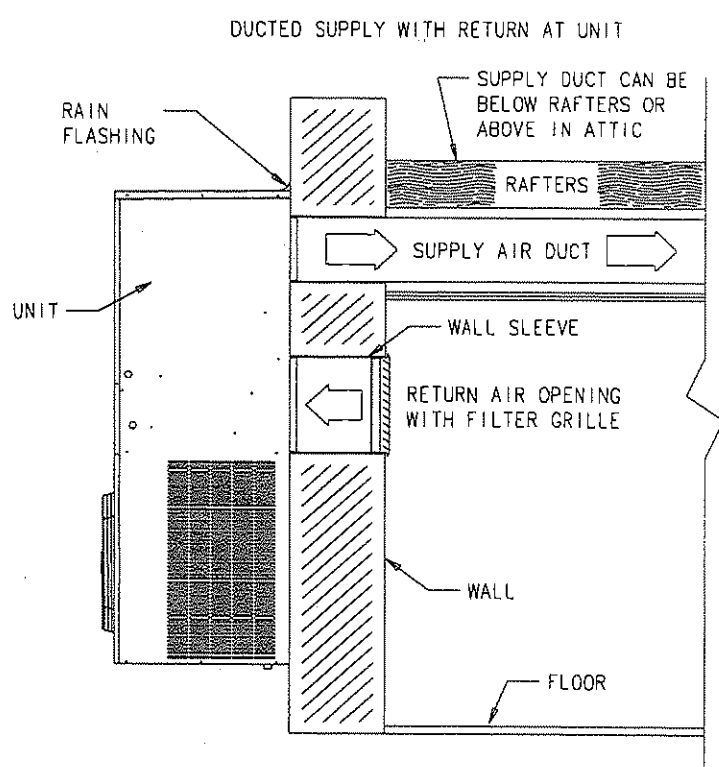 DUCTED SUPPLY WITH RETURN AT UNIT
SUPPLY DUCT CAN BE
BELOW RAFTERS OR
ABOVE IN ATTIC
RAIN
FLASHING
RAFTERS
SUPPLY AIR DUCT
UNIT
WALL SLEEVE
RETURN AIR OPENING
WITH FILTER GRILLE
WALL
FLOOR